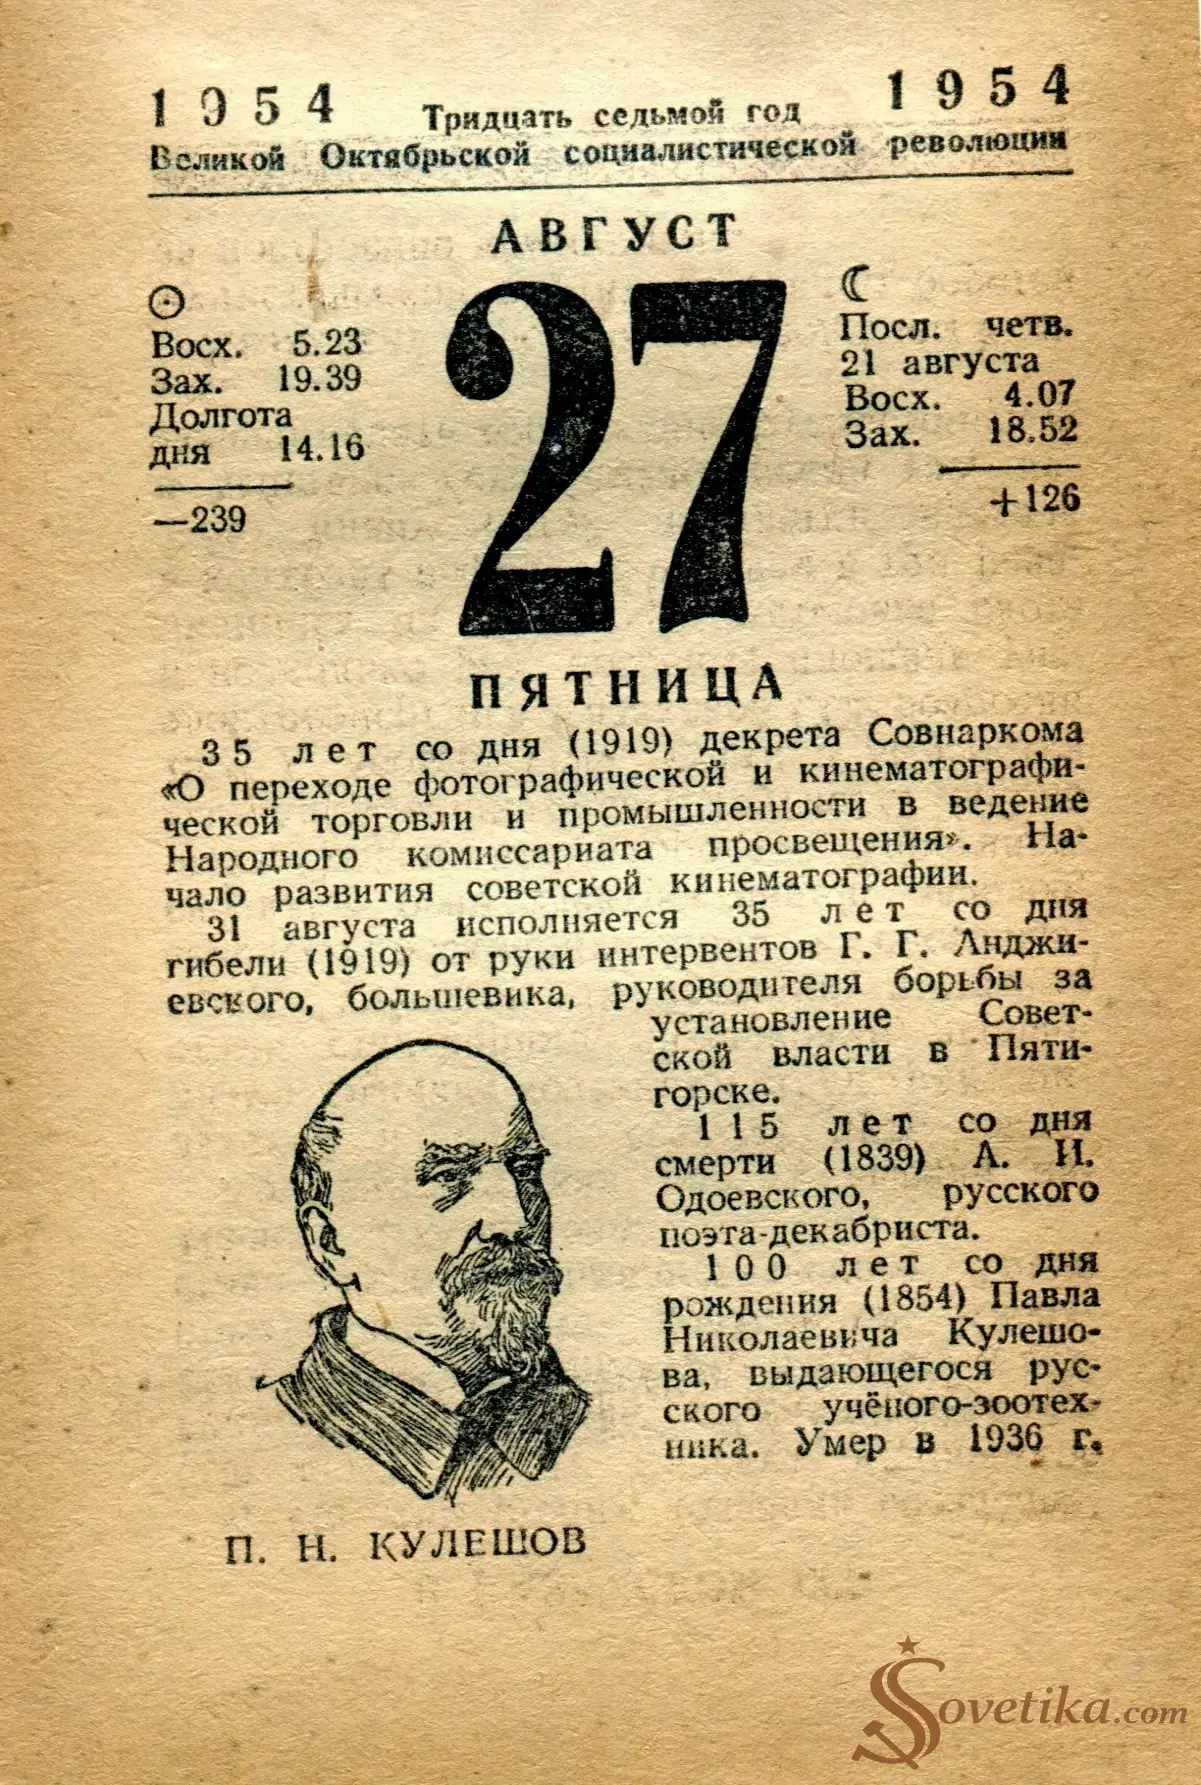 1954 1954
Тридцать седьмой год
Великой Октябрьской социалистической революции
АВГУСТ
Восх. 5.23
Зах. 19.39
Долгота
дня 14.16
—239
27
Посл. четв.
21 августа
Восх. 4.07
Зах. 18.52
+126
ПЯТНИЦА
35 лет со дня (1919) декрета Совнаркома
«О переходе фотографической и кинематографи-
ческой торговли и промышленности в ведение
Народного комиссариата просвещения». На-
чало развития советской кинематографии.
31 августа исполняется 35 лет со дня
гибели (1919) от руки интервентов Г. Г. Анджи-
евского, большевика, руководителя борьбы за
установление Совет-
ской власти в Пяти-
горске.
115 лет со дня
смерти (1839) А. И.
Одоевского, русского
поэта-декабриста.
100 лет со дня
рождения (1854) Павла
Николаевича Кулешо-
ва, выдающегося рус-
ского учёного-зоотех-
ника. Умер в 1936 г.
П. Н. КУЛЕШОВ
Sovetika.com